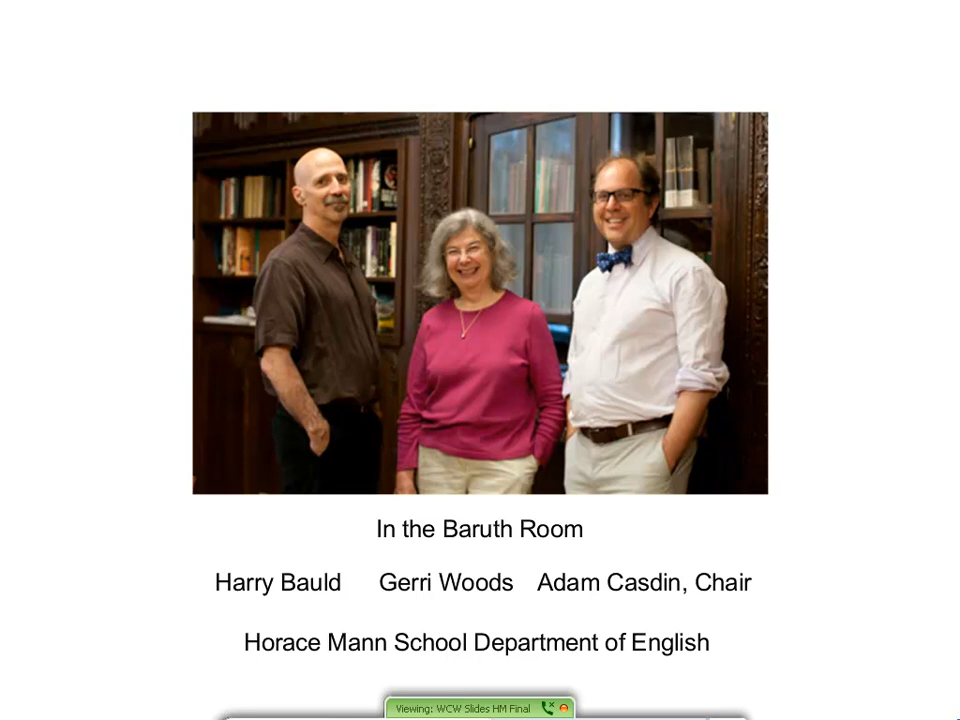 In the Baruth Room
Harry Bauld Gerri Woods Adam Casdin, Chair
Horace Mann School Department of English
Viewing: WCW Slides HM Final